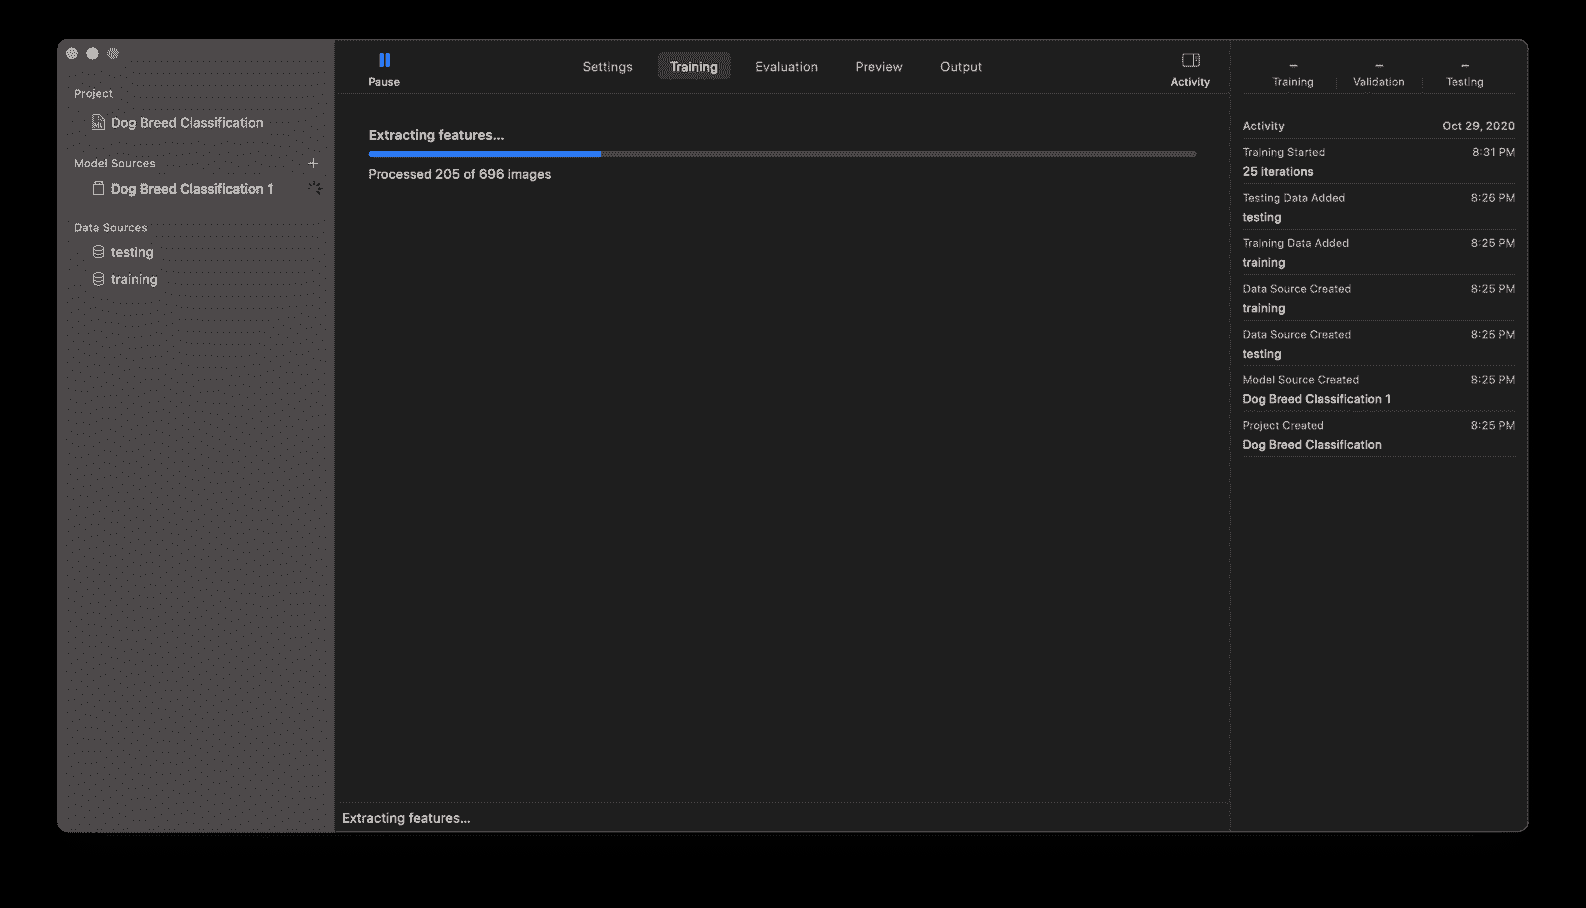 Project
Dog Breed Classification
Model Sources +
Dog Breed Classification 1
Data Sources
testing
training
Pause
Settings Training Evaluation Preview Output
Activity
Extracting features...
Processed 205 of 696 images
Extracting features...
– – –
Training Validation Testing
Activity Oct 29, 2020
Training Started 8:31 PM
25 iterations
Testing Data Added 8:26 PM
testing
Training Data Added 8:25 PM
training
Data Source Created 8:25 PM
training
Data Source Created 8:25 PM
testing
Model Source Created 8:25 PM
Dog Breed Classification 1
Project Created 8:25 PM
Dog Breed Classification